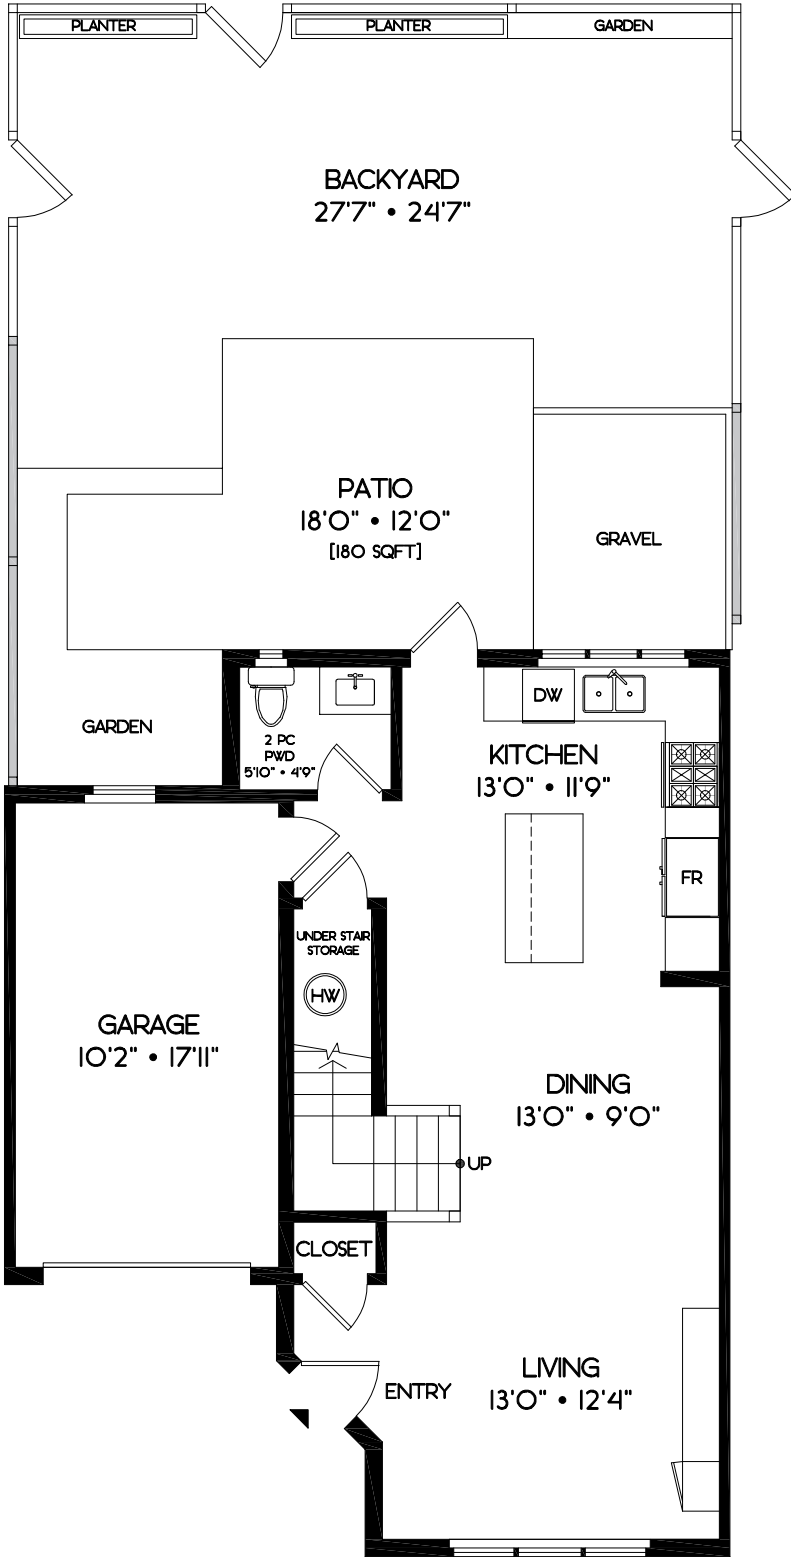 PLANTER
PLANTER
GARDEN
BACKYARD
27'7" • 24'7"
PATIO
18'0" • 12'0"
[180 SQFT]
GRAVEL
GARDEN
2 PC
PWD
5'10" • 4'9"
DW
KITCHEN
13'0" • 11'9"
FR
UNDER STAIR
STORAGE
HW
GARAGE
10'2" • 17'11"
DINING
13'0" • 9'0"
UP
CLOSET
LIVING
13'0" • 12'4"
ENTRY